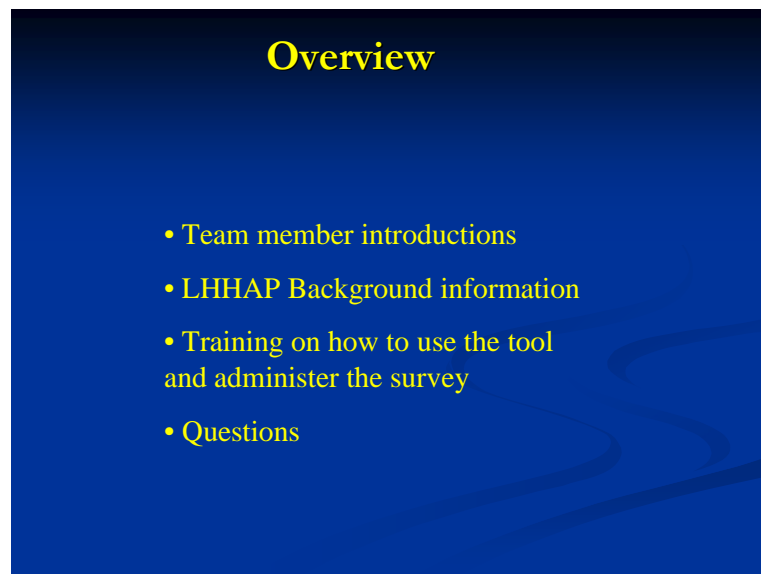 Overview
• Team member introductions
• LHHAP Background information
• Training on how to use the tool
and administer the survey
• Questions